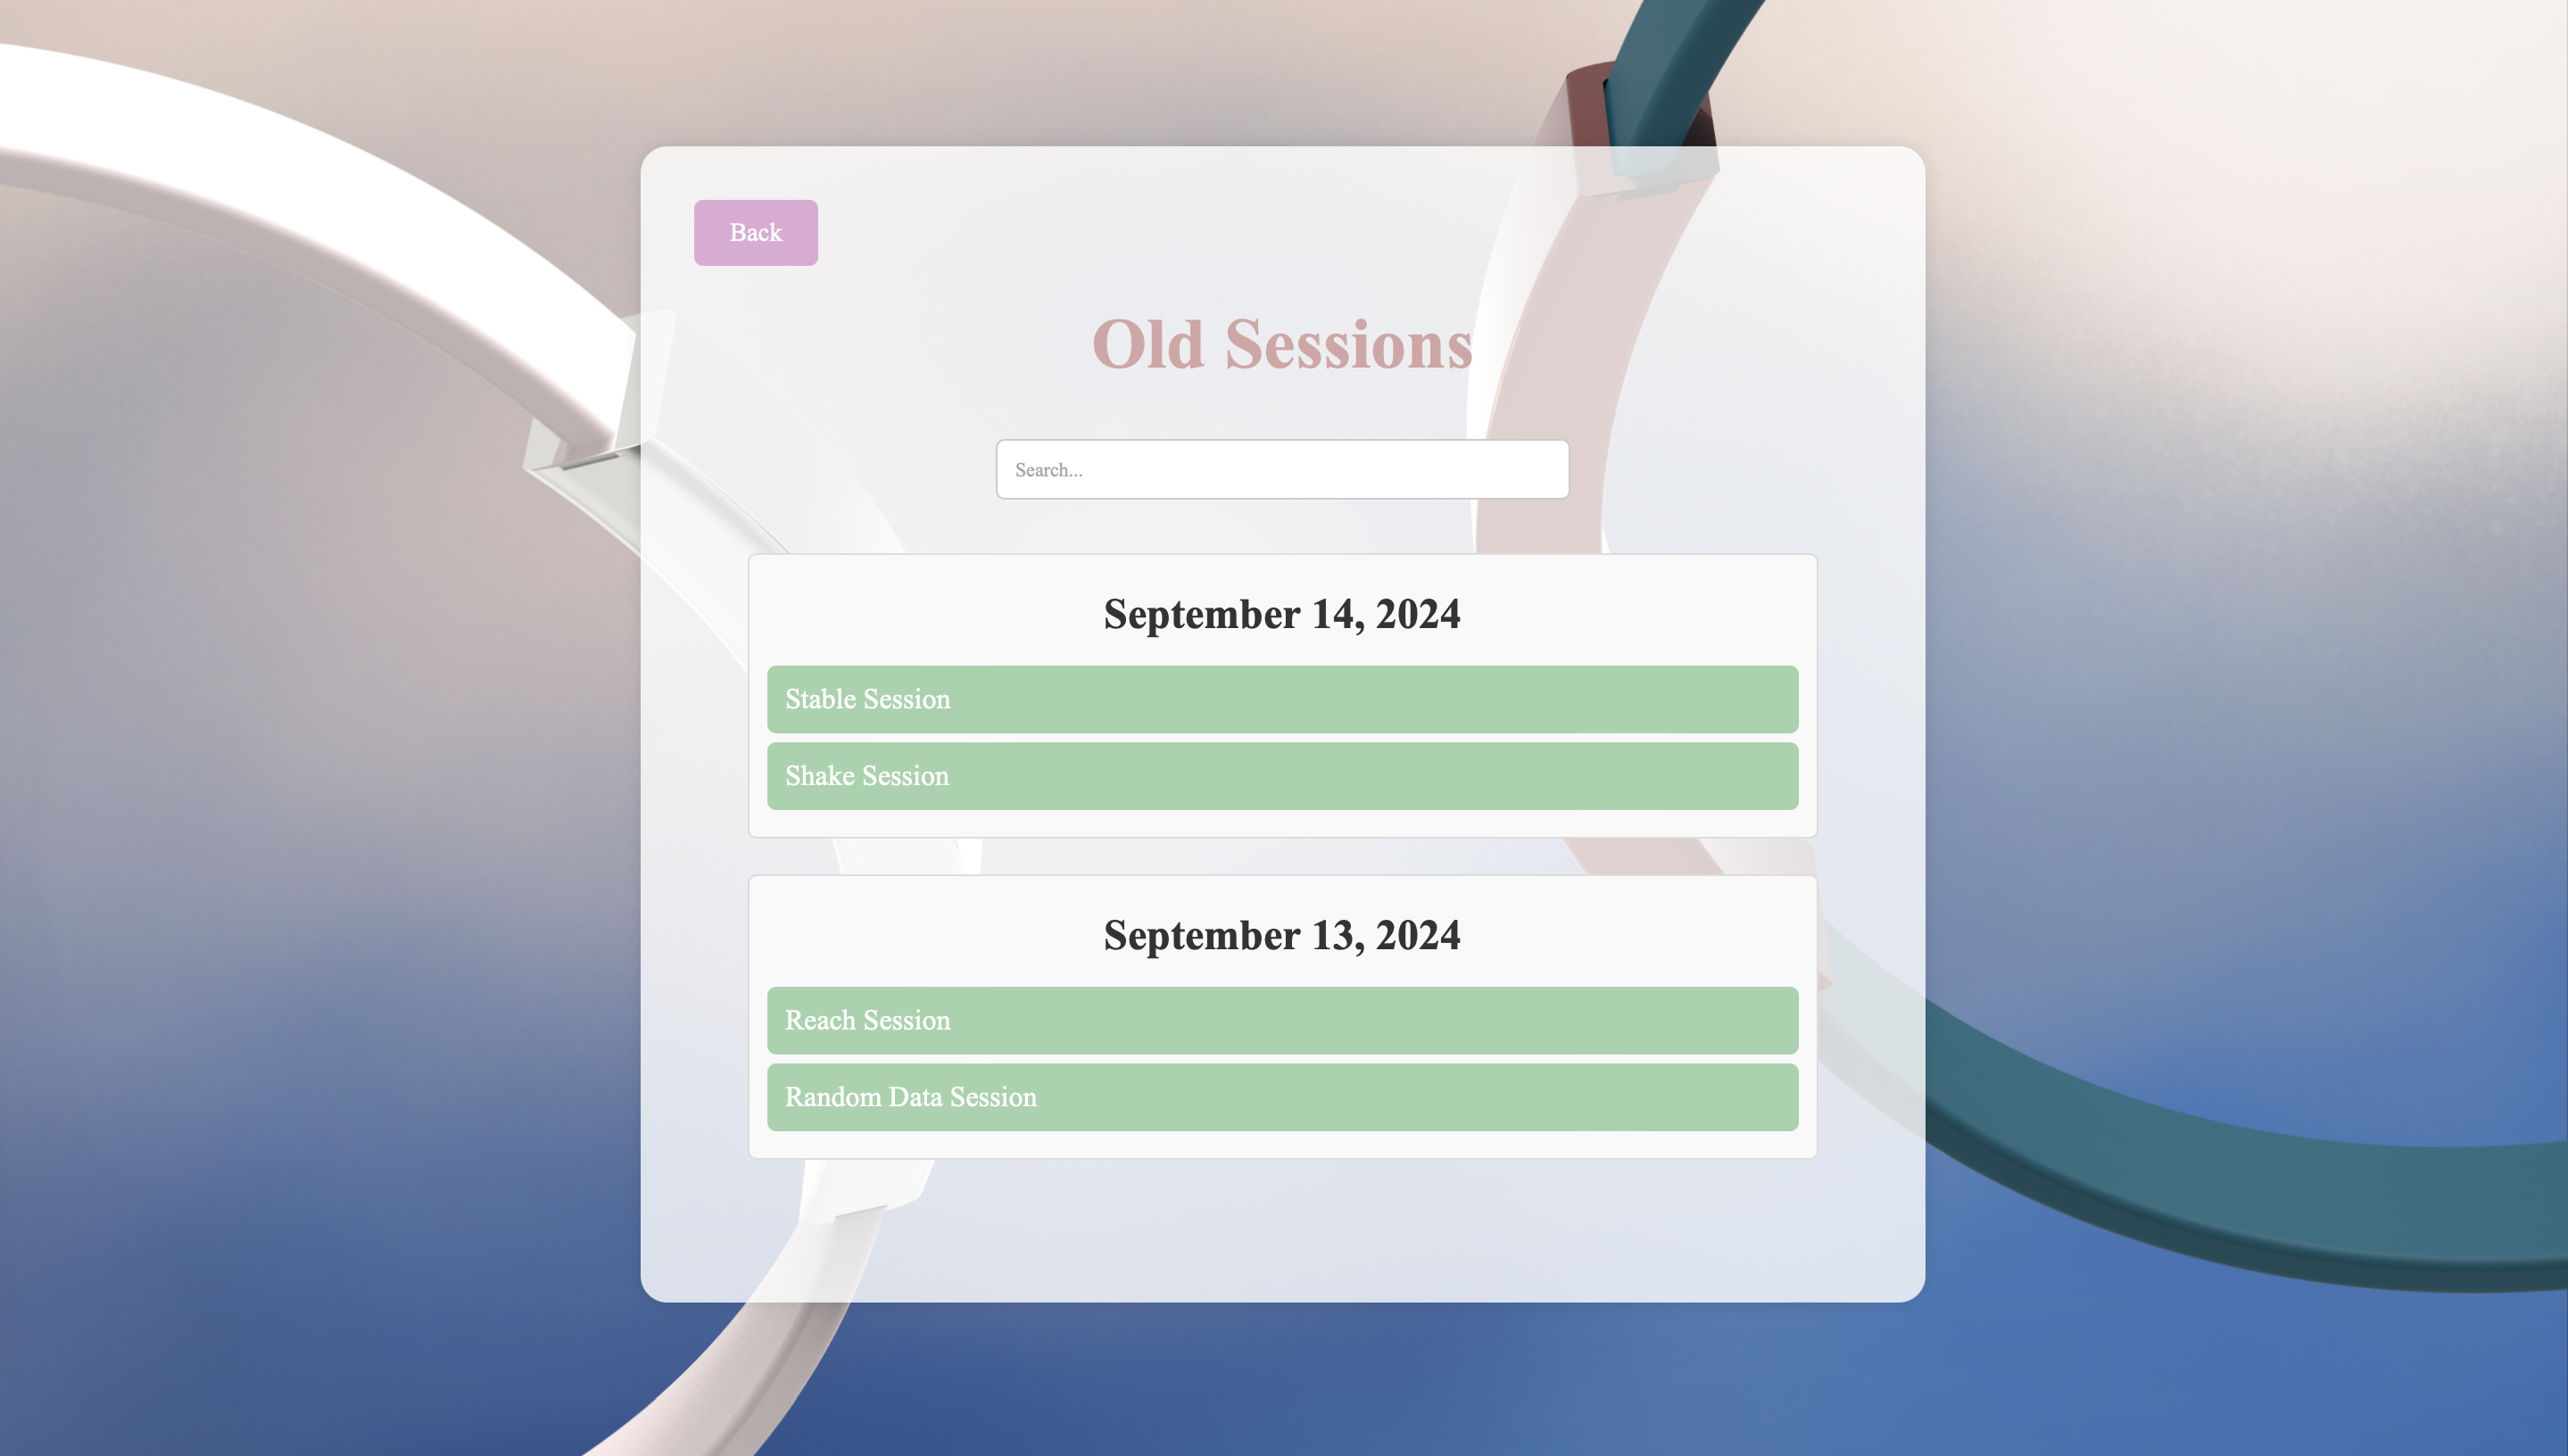 Back
Old Sessions
Search...
September 14, 2024
Stable Session
Shake Session
September 13, 2024
Reach Session
Random Data Session